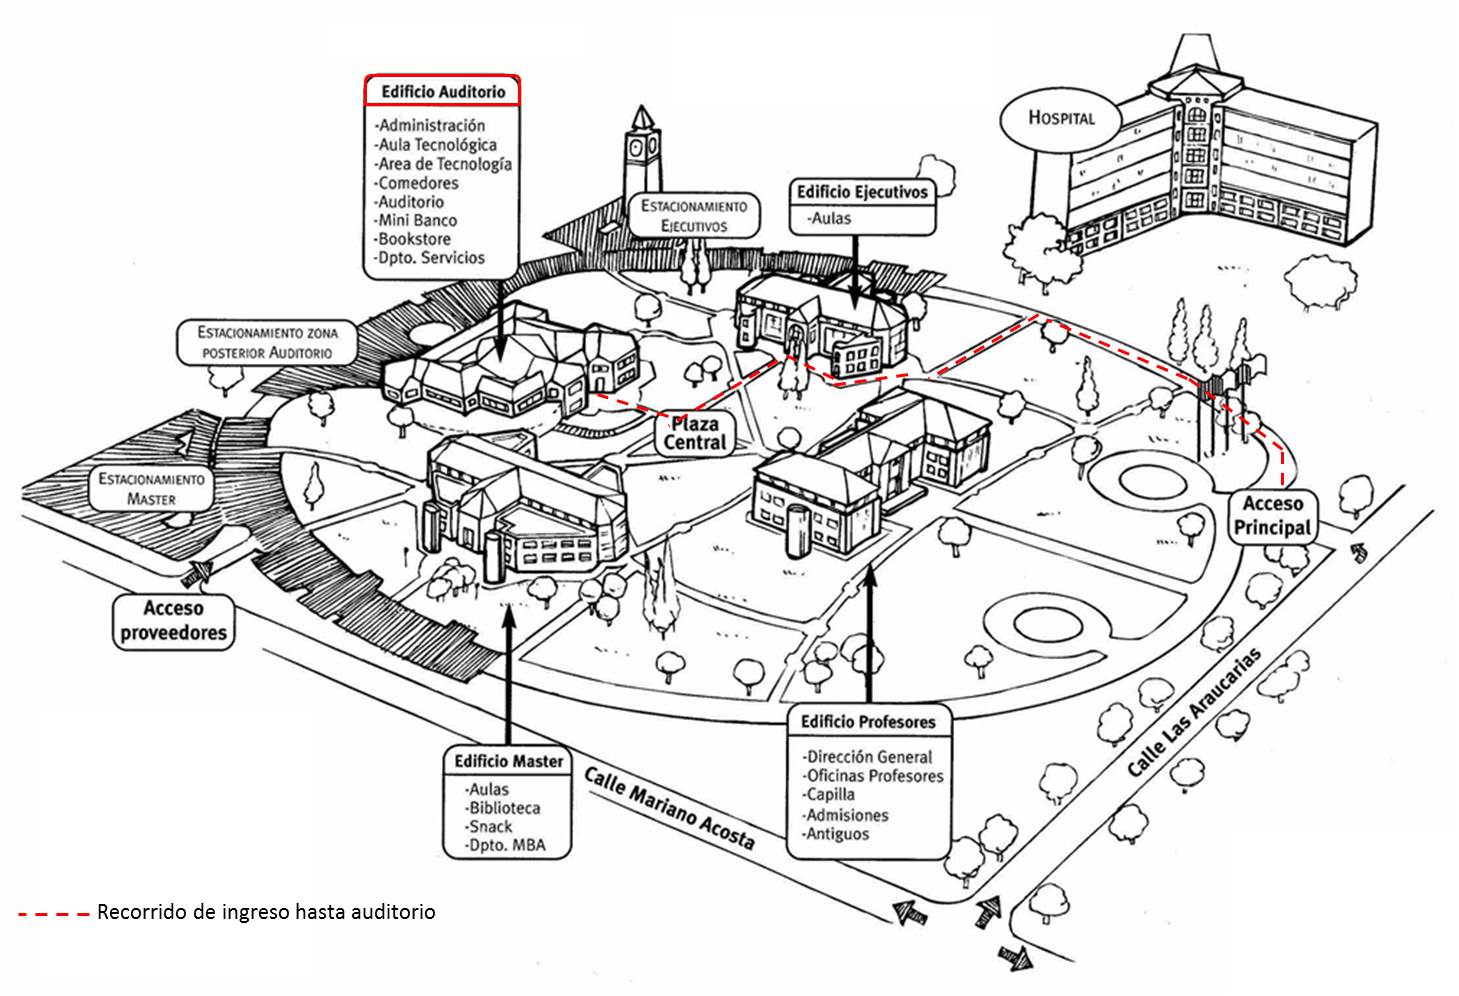 Edificio Auditorio
-Administración
-Aula Tecnológica
-Area de Tecnología
-Comedores
-Auditorio
-Mini Banco
-Bookstore
-Dpto. Servicios
HOSPITAL
ESTACIONAMIENTO
EJECUTIVOS
Edificio Ejecutivos
-Aulas
ESTACIONAMIENTO ZONA
POSTERIOR AUDITORIO
Plaza
Central
ESTACIONAMIENTO
MASTER
Acceso
Principal
Acceso
proveedores
Edificio Master
-Aulas
-Biblioteca
-Snack
-Dpto. MBA
Edificio Profesores
-Dirección General
-Oficinas Profesores
-Capilla
-Admisiones
-Antiguos
Calle Mariano Acosta
Calle Las Araucarias
Recorrido de ingreso hasta auditorio